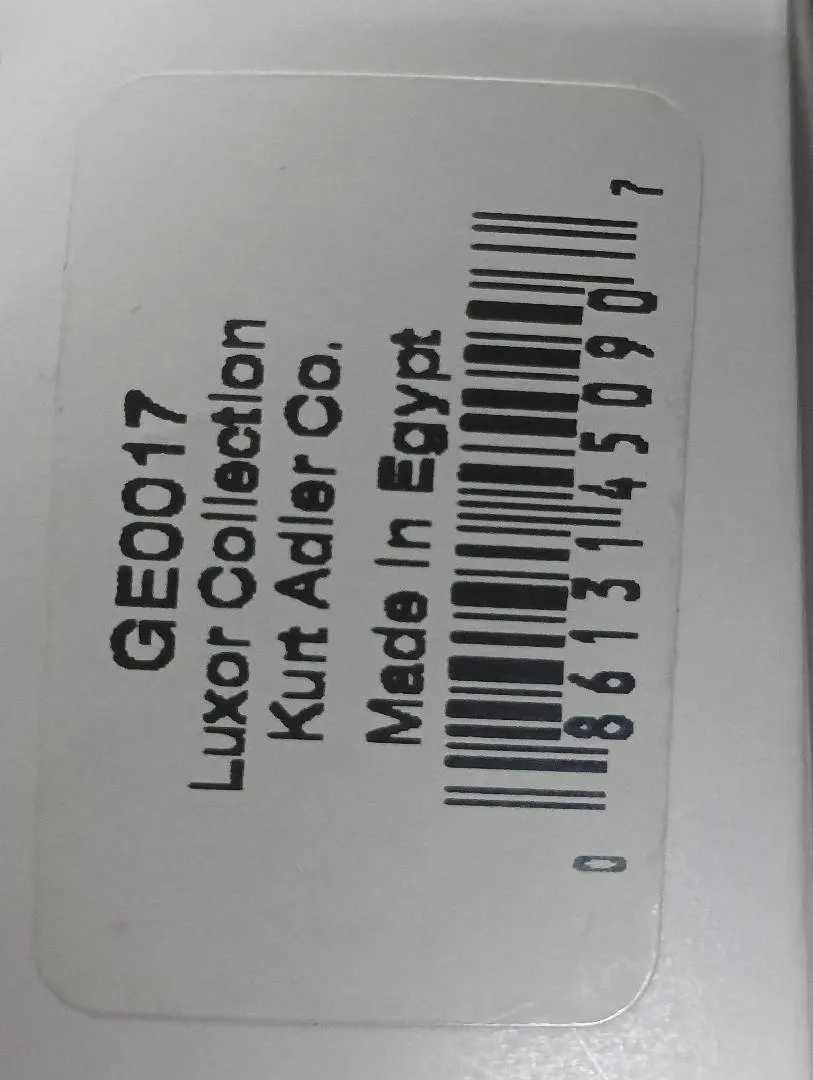 GE0017
Luxor Collection
Kurt Adler Co.
Made In Egypt
0 86131 45090 7